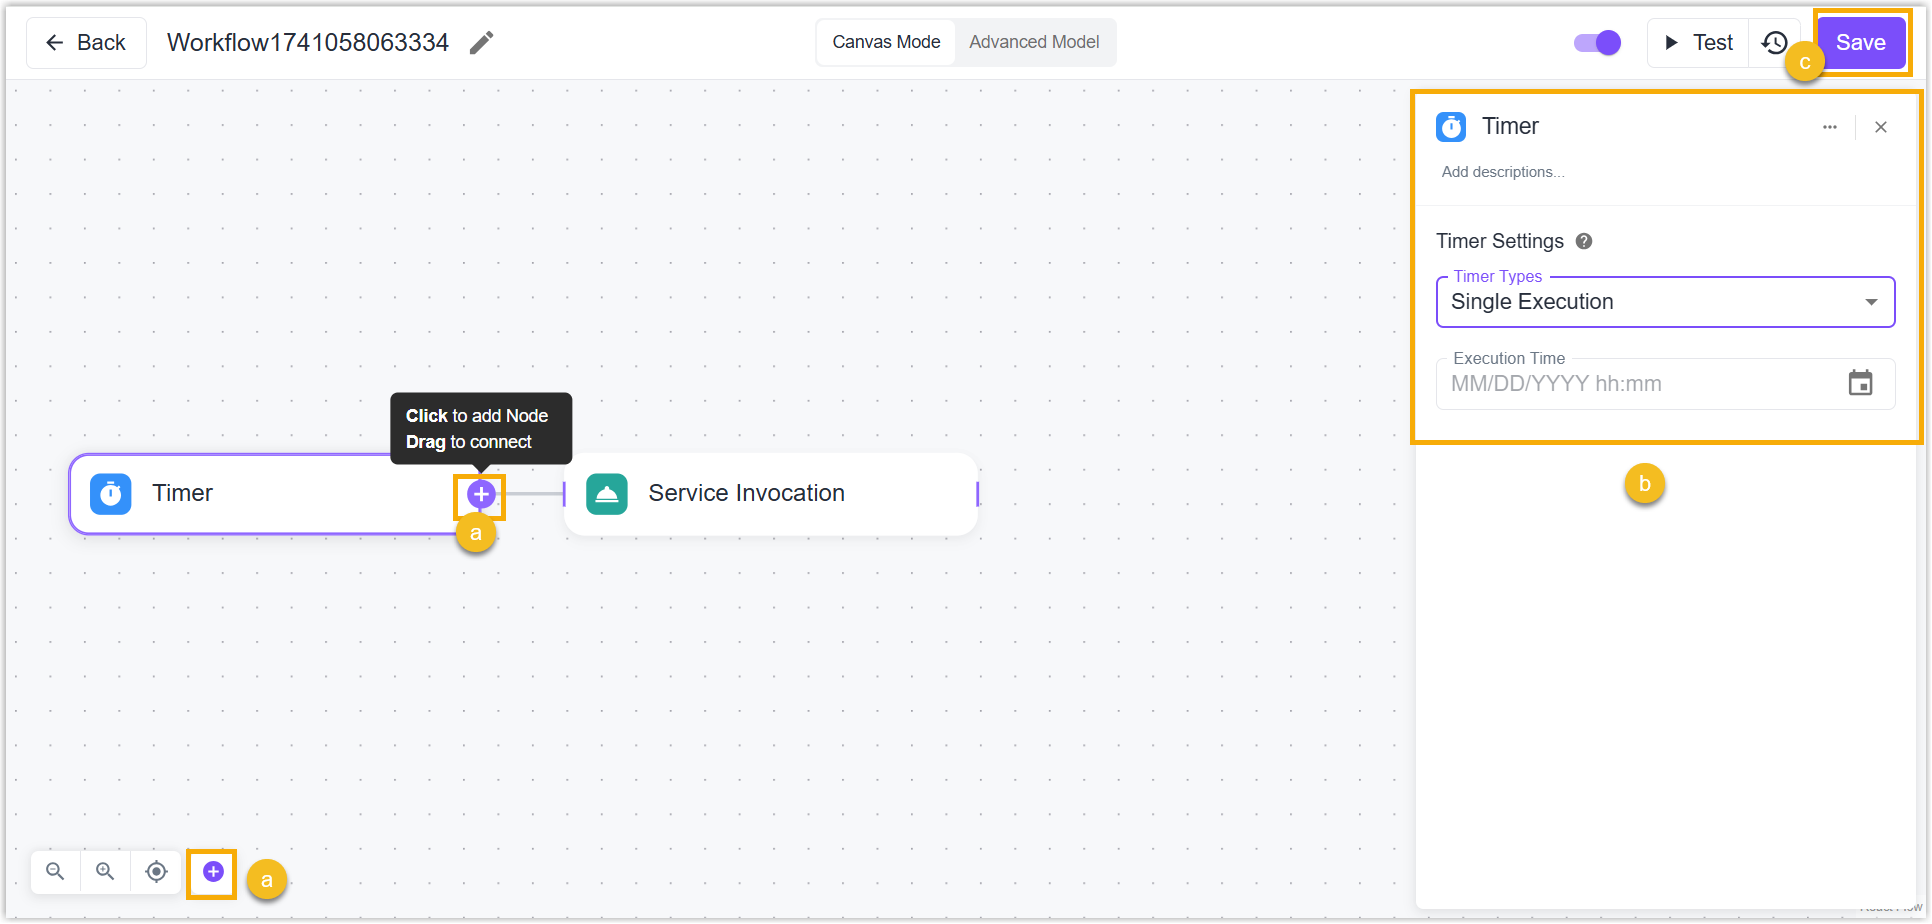 Back
Workflow1741058063334
Canvas Mode
Advanced Model
Test
Save
c
Timer
Add descriptions...
Timer Settings
Timer Types
Single Execution
Execution Time
MM/DD/YYYY hh:mm
b
Click to add Node
Drag to connect
Timer
Service Invocation
a
a